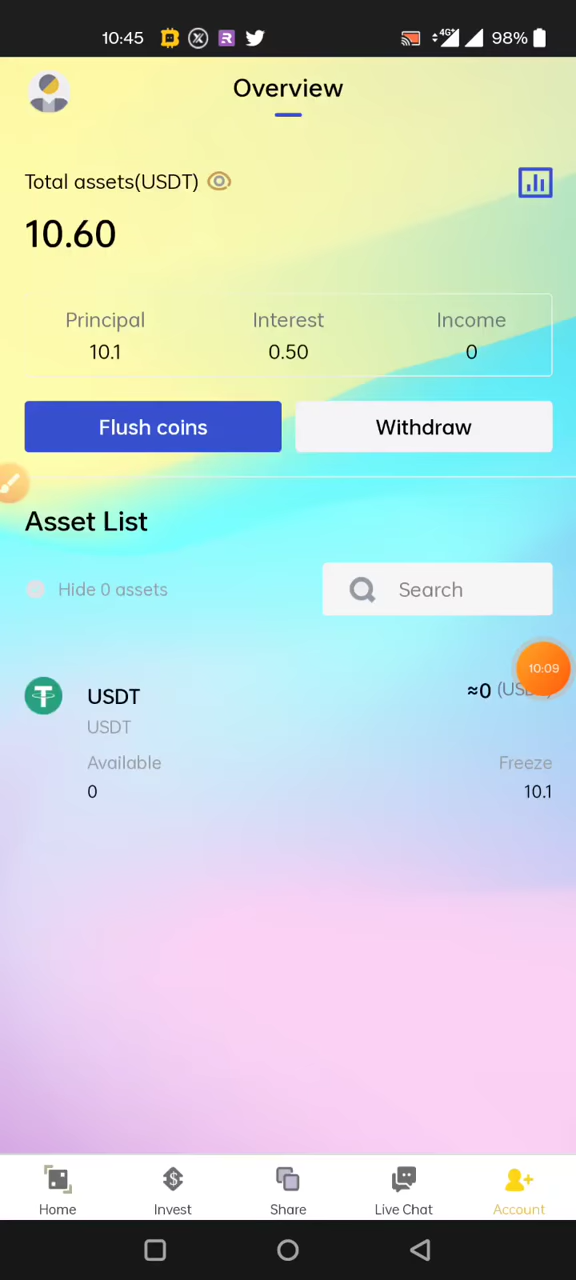 10:45 4G+ 98%
Overview
Total assets(USDT)
10.60
Principal Interest Income
10.1 0.50 0
Flush coins Withdraw
Asset List
Hide 0 assets Search
10:09
USDT ≈0
USDT
Available Freeze
0 10.1
Home Invest Share Live Chat Account